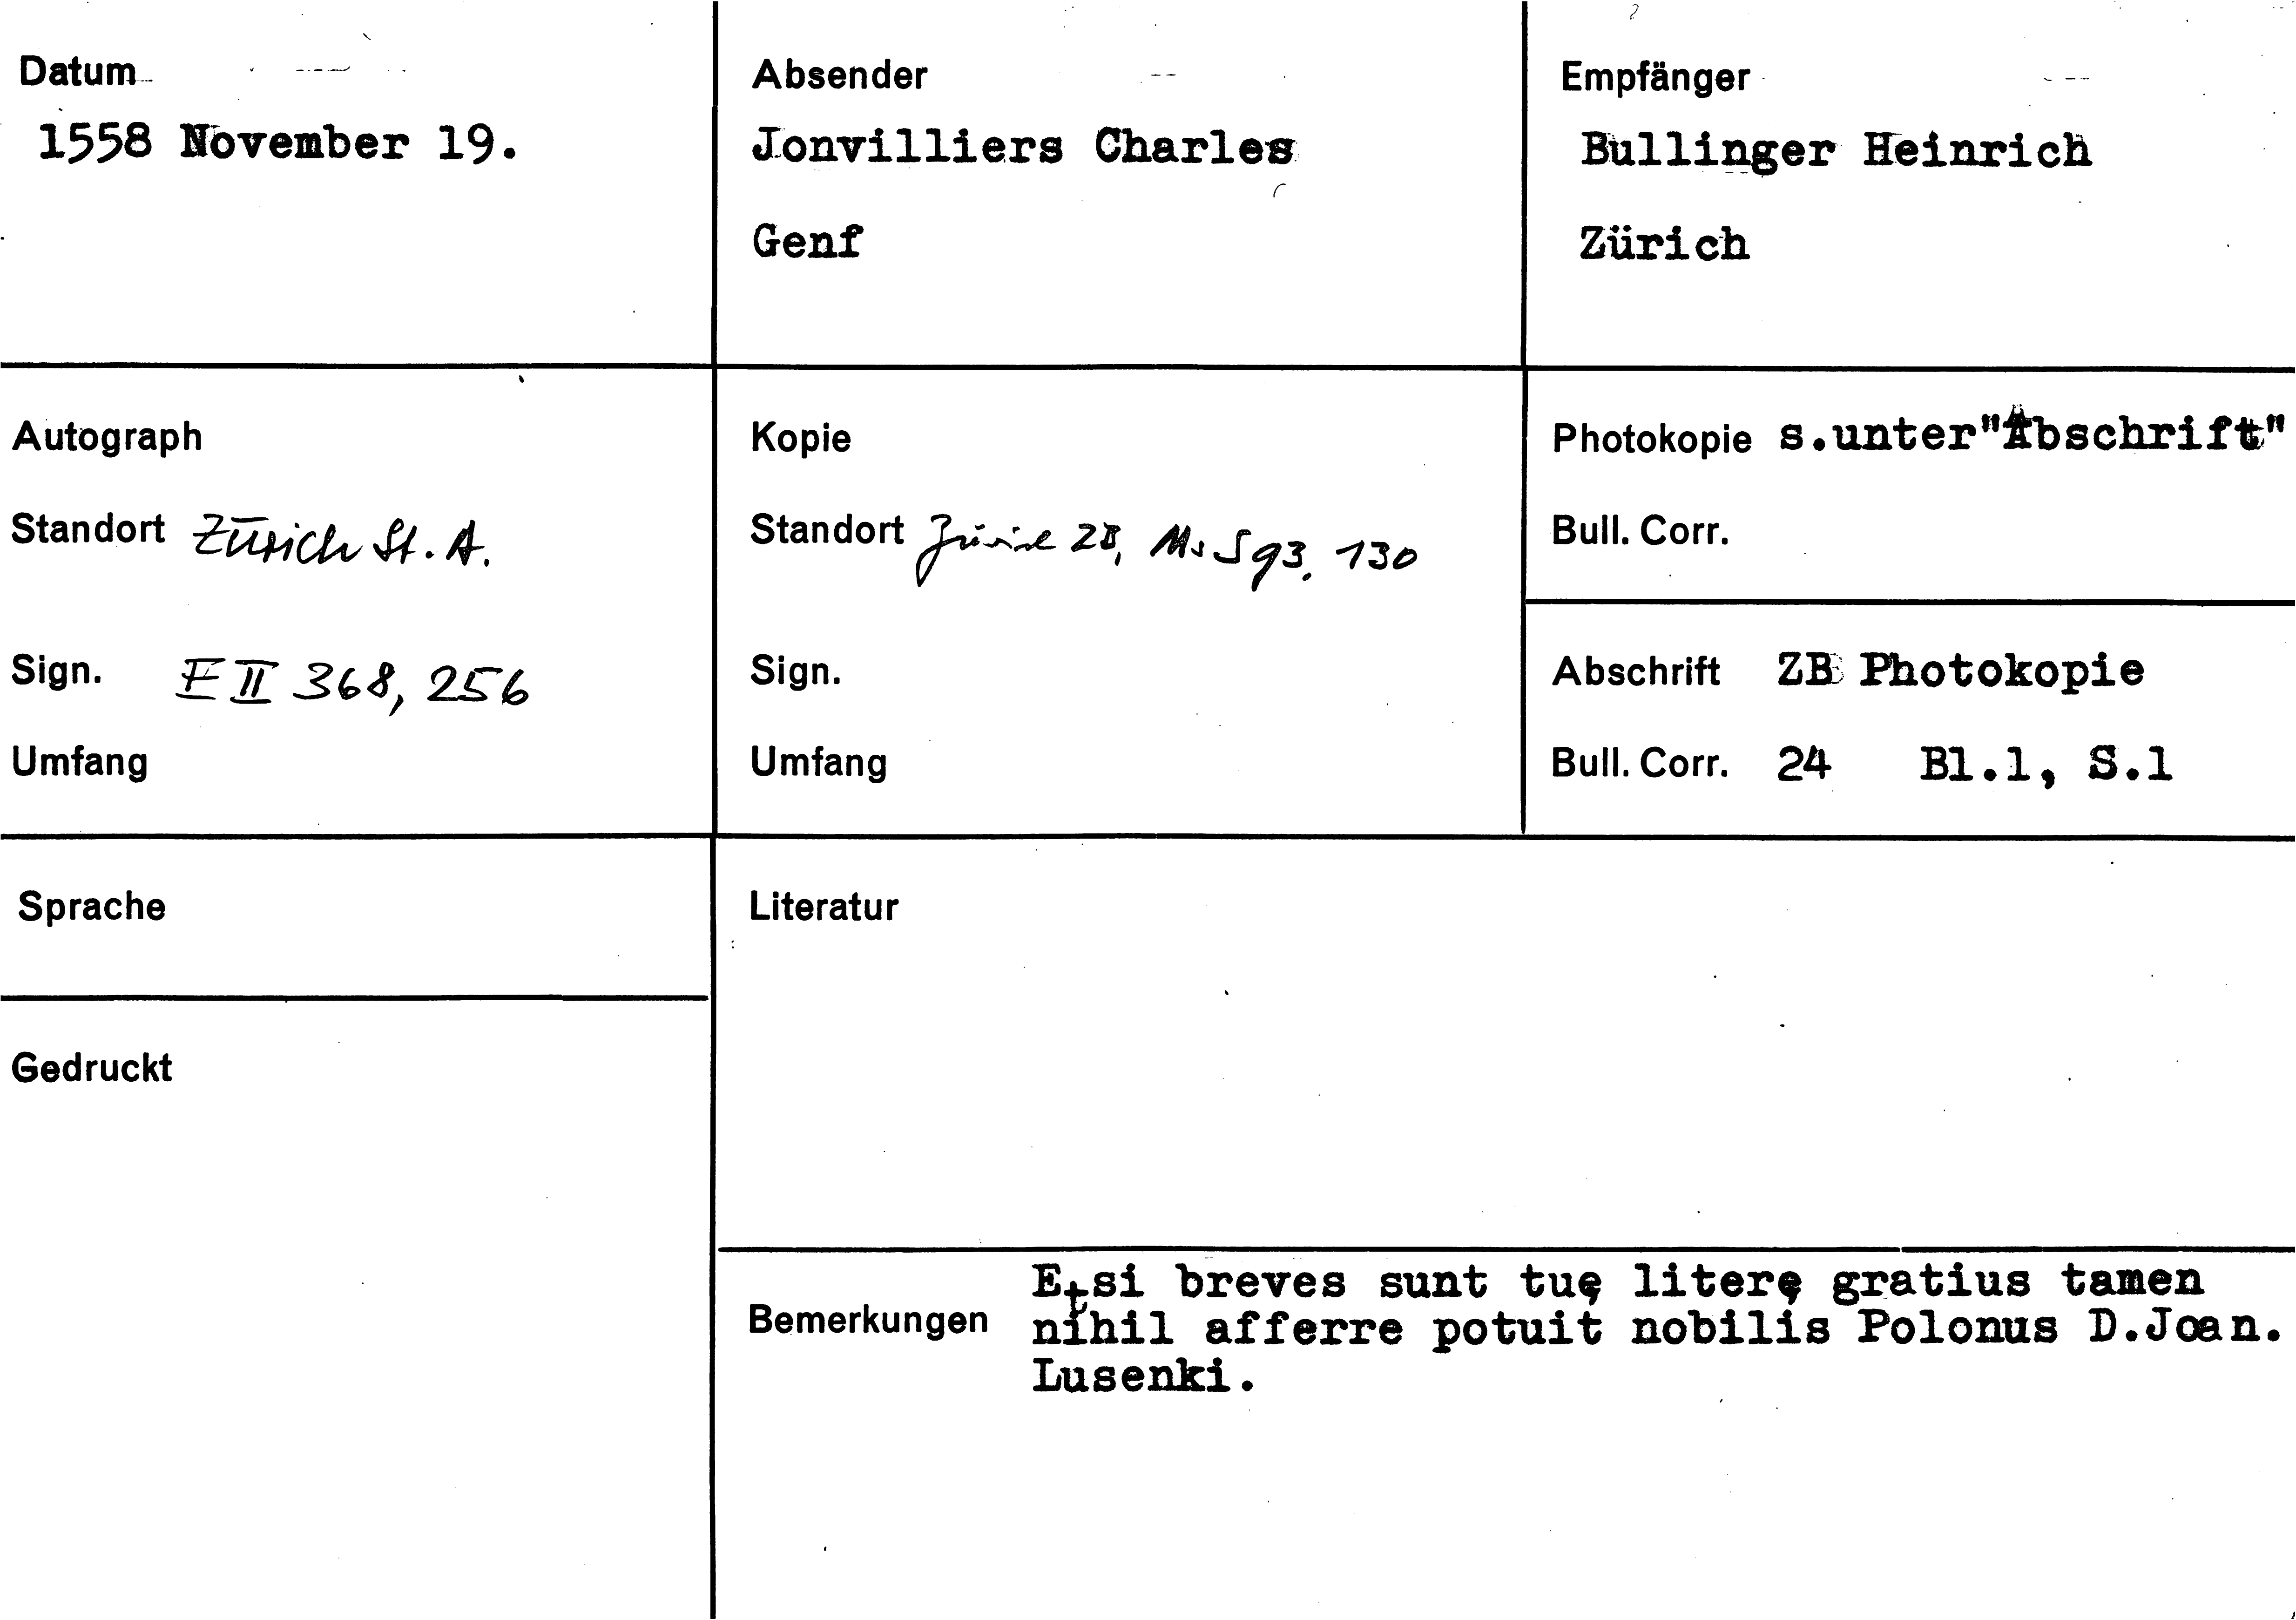 Datum
1558 November 19.
Absender
Jonvilliers Charles
Genf
Empfänger
Bullinger Heinrich
Zürich
Autograph
Standort Zürich St. A.
Sign. E II 368, 256
Umfang
Kopie
Standort Zürich ZB, Ms S 93, 130
Sign.
Umfang
Photokopie s.unter"Abschrift"
Bull. Corr.
Abschrift ZB Photokopie
Bull. Corr. 24 Bl.1, S.1
Sprache
Gedruckt
Literatur
Bemerkungen
Etsi breves sunt tuę literę gratius tamen
nihil afferre potuit nobilis Polonus D.Joan.
Lusenki.